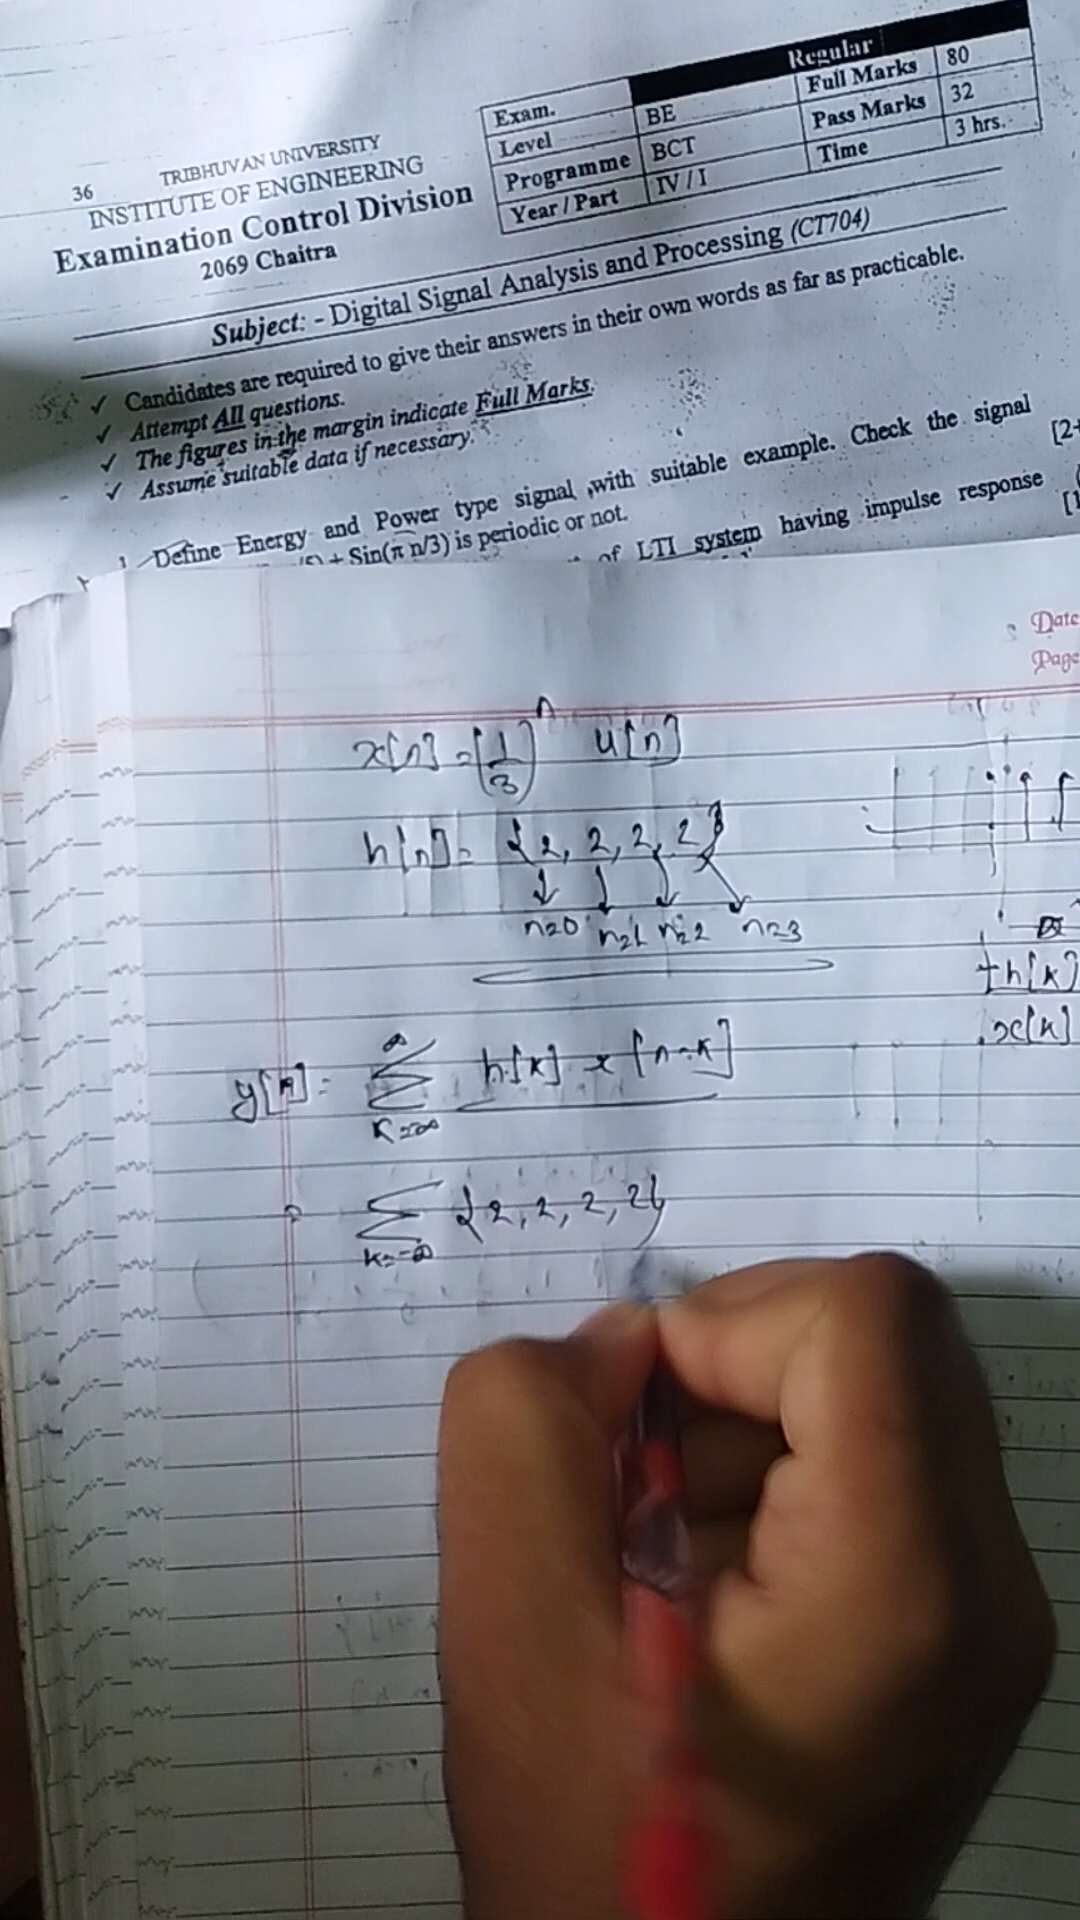 Regular
Exam.
Level BE Full Marks 80
Programme BCT Pass Marks 32
Year / Part IV / I Time 3 hrs.
36
TRIBHUVAN UNIVERSITY
INSTITUTE OF ENGINEERING
Examination Control Division
2069 Chaitra
Subject: - Digital Signal Analysis and Processing (CT704)
✓ Candidates are required to give their answers in their own words as far as practicable.
✓ Attempt All questions.
✓ The figures in the margin indicate Full Marks.
✓ Assume suitable data if necessary.
1. Define Energy and Power type signal ,with suitable example. Check the signal [2+
+ Sin(π n/3) is periodic or not.
of LTI system having impulse response
Date
Page
x[n] = (1/3)^n u[n]
h[n] = {2, 2, 2, 2}
n=0 n=1 n=2 n=3
h[k]
x[k]
y[n] = ∞ Σ k=-∞ h[k] x [n-k]
Σ k=-∞ {2, 2, 2, 2}